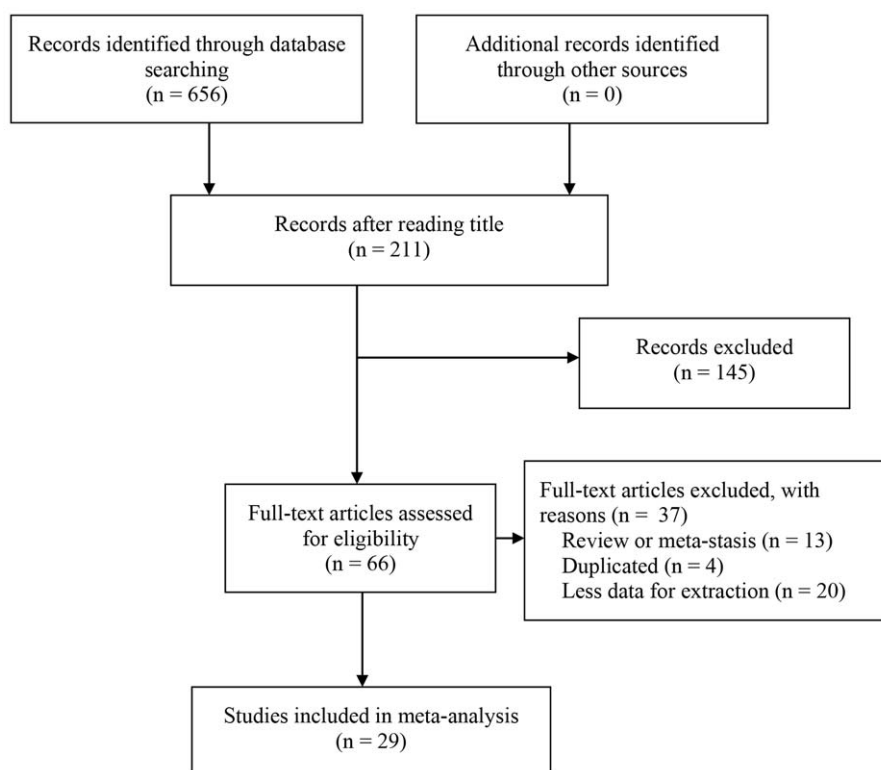 Records identified through database
searching
(n = 656)
Additional records identified
through other sources
(n = 0)
Records after reading title
(n = 211)
Records excluded
(n = 145)
Full-text articles assessed
for eligibility
(n = 66)
Full-text articles excluded, with
reasons (n = 37)
Review or meta-stasis (n = 13)
Duplicated (n = 4)
Less data for extraction (n = 20)
Studies included in meta-analysis
(n = 29)